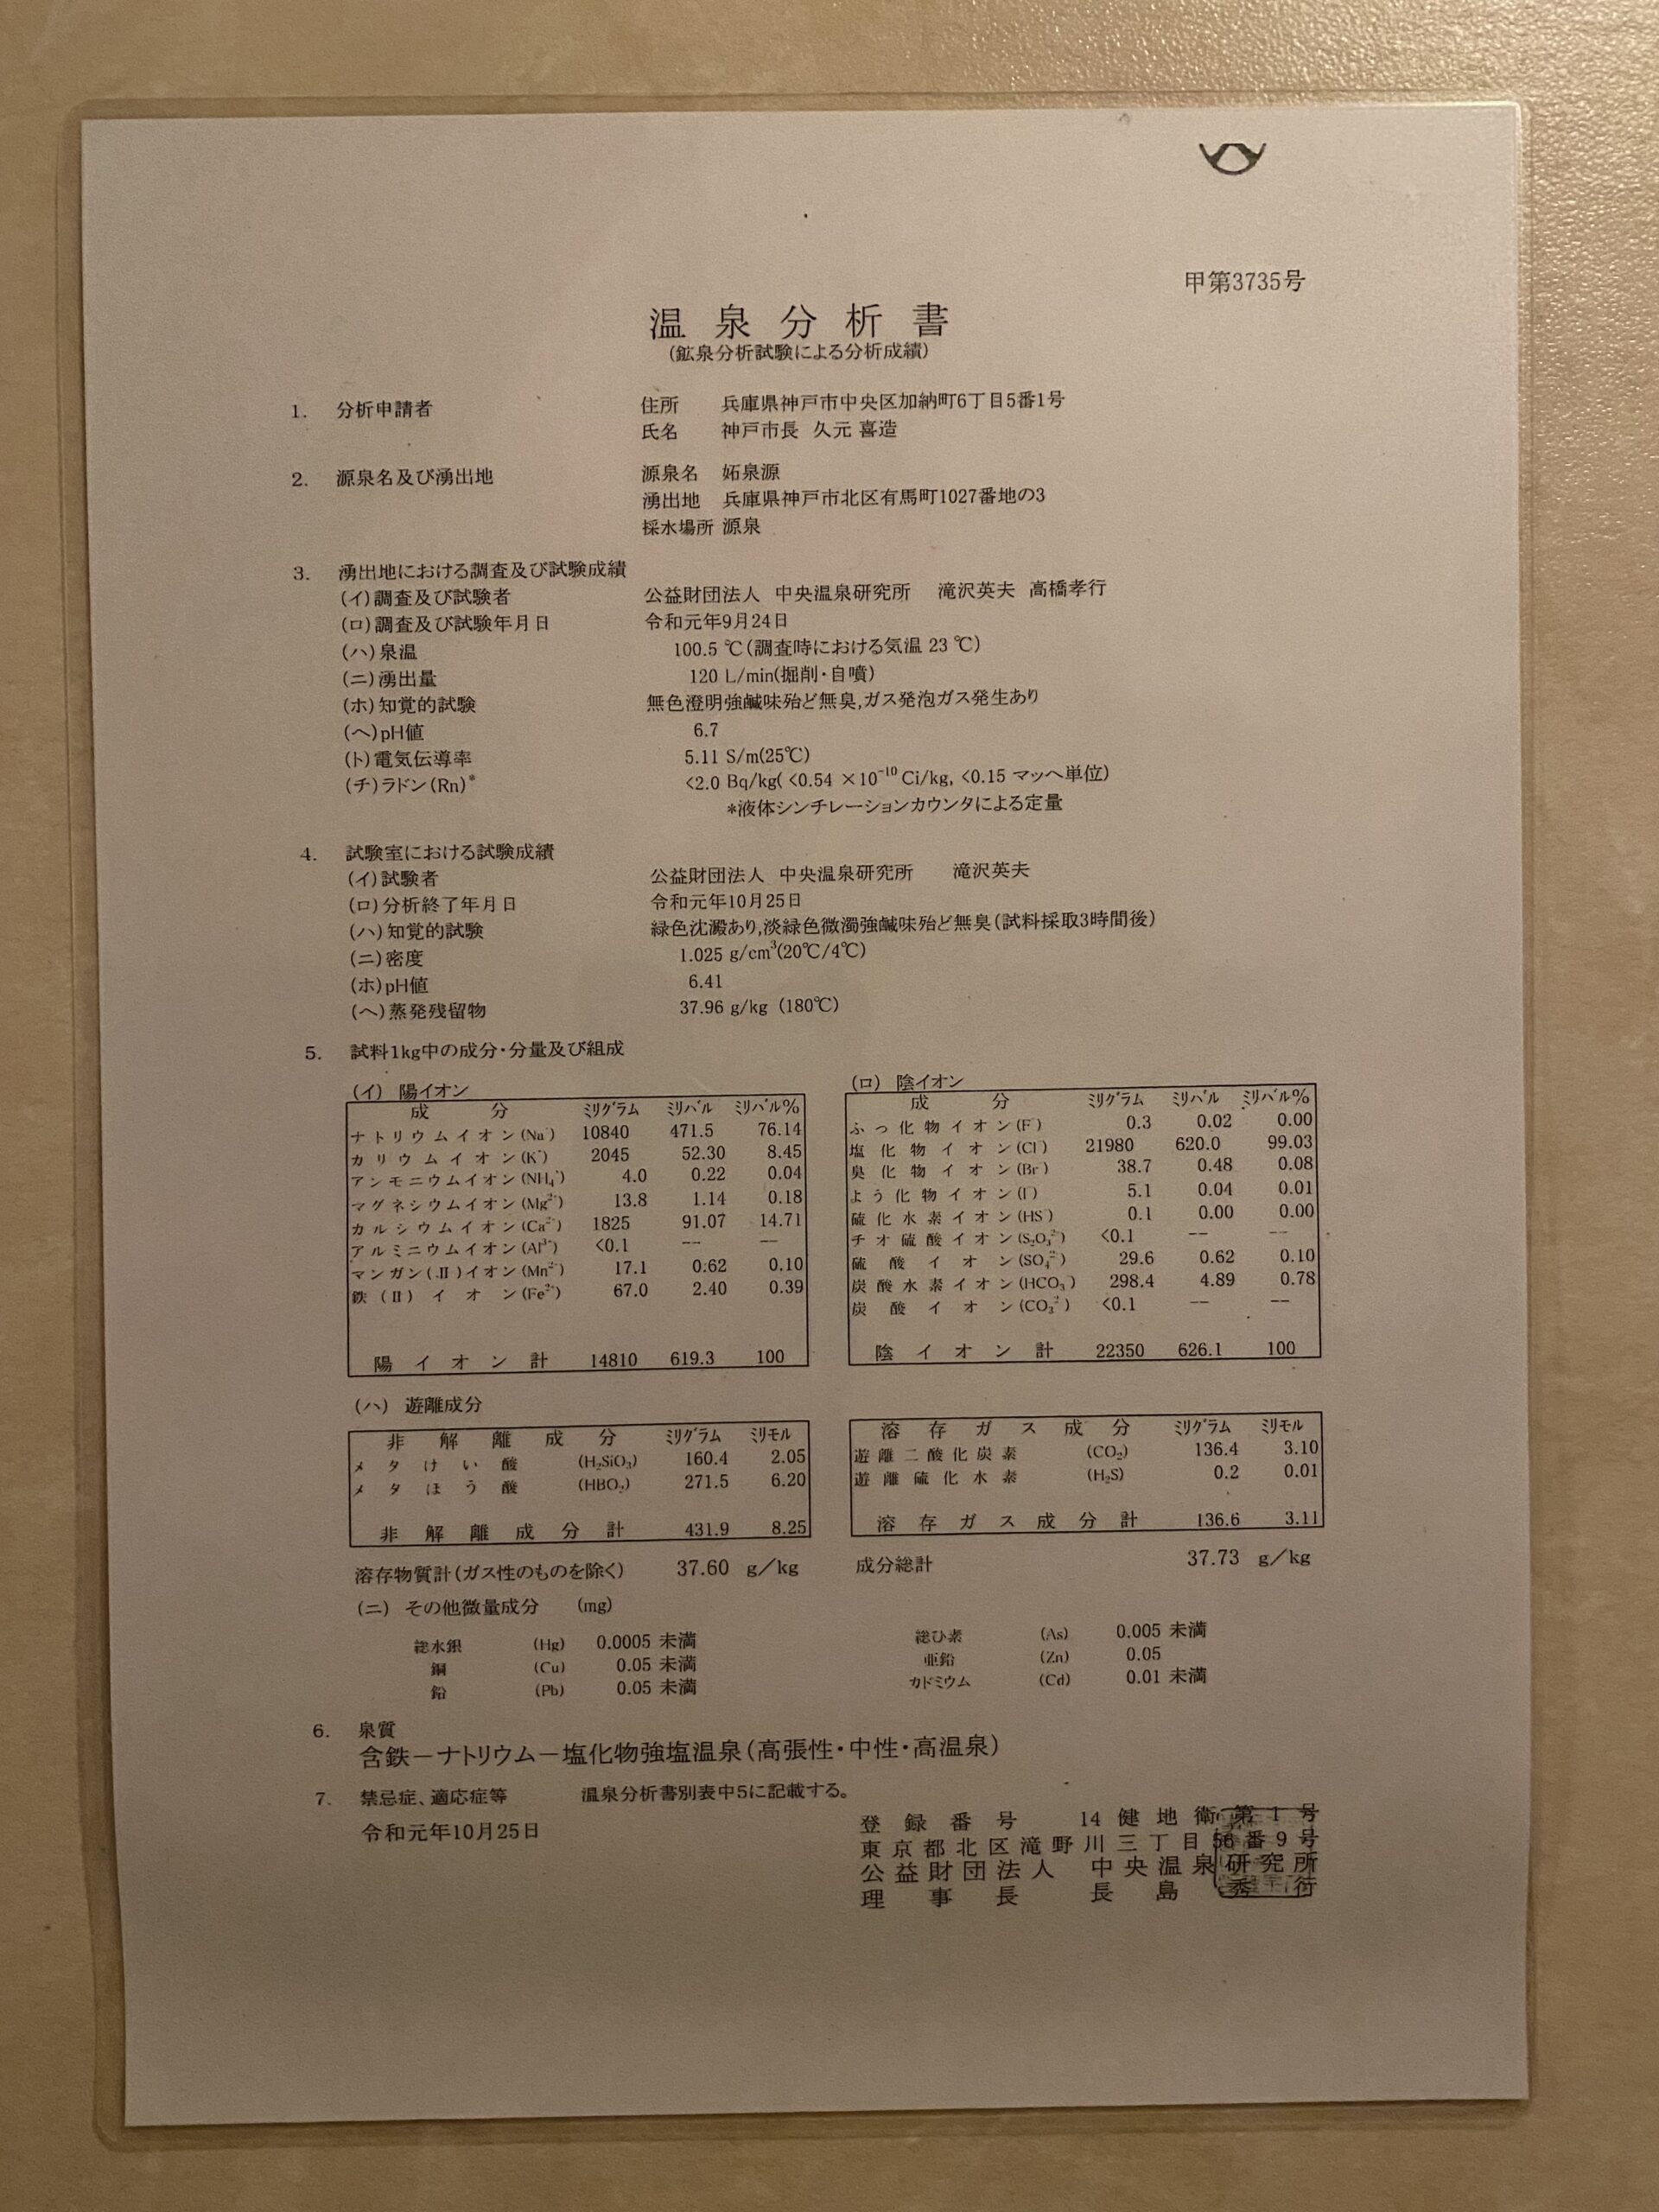 甲第3735号
温泉分析書
(鉱泉分析試験による分析成績)
1. 分析申請者 住所 兵庫県神戸市中央区加納町6丁目5番1号
氏名 神戸市長 久元 喜造
2. 源泉名及び湧出地 源泉名 妬泉源
湧出地 兵庫県神戸市北区有馬町1027番地の3
採水場所 源泉
3. 湧出地における調査及び試験成績
(イ)調査及び試験者 公益財団法人 中央温泉研究所 滝沢英夫 高橋孝行
(ロ)調査及び試験年月日 令和元年9月24日
(ハ)泉温 100.5 ℃(調査時における気温 23 ℃)
(ニ)湧出量 120 L/min(掘削・自噴)
(ホ)知覚的試験 無色澄明強鹹味殆ど無臭,ガス発泡ガス発生あり
(ヘ)pH値 6.7
(ト)電気伝導率 5.11 S/m(25℃)
(チ)ラドン(Rn)* <2.0 Bq/kg( <0.54 ×10⁻¹⁰ Ci/kg, <0.15 マッヘ単位)
*液体シンチレーションカウンタによる定量
4. 試験室における試験成績
(イ)試験者 公益財団法人 中央温泉研究所 滝沢英夫
(ロ)分析終了年月日 令和元年10月25日
(ハ)知覚的試験 緑色沈澱あり,淡緑色微濁強鹹味殆ど無臭(試料採取3時間後)
(ニ)密度 1.025 g/cm³(20℃/4℃)
(ホ)pH値 6.41
(ヘ)蒸発残留物 37.96 g/kg (180℃)
5. 試料1kg中の成分・分量及び組成
(イ) 陽イオン
成分 ミリグラム ミリバル ミリバル%
ナトリウムイオン(Na⁺) 10840 471.5 76.14
カリウムイオン(K⁺) 2045 52.30 8.45
アンモニウムイオン(NH₄⁺) 4.0 0.22 0.04
マグネシウムイオン(Mg²⁺) 13.8 1.14 0.18
カルシウムイオン(Ca²⁺) 1825 91.07 14.71
アルミニウムイオン(Al³⁺) <0.1 -- --
マンガン(II)イオン(Mn²⁺) 17.1 0.62 0.10
鉄(II)イオン(Fe²⁺) 67.0 2.40 0.39
陽イオン計 14810 619.3 100
(ロ) 陰イオン
成分 ミリグラム ミリバル ミリバル%
ふっ化物イオン(F⁻) 0.3 0.02 0.00
塩化物イオン(Cl⁻) 21980 620.0 99.03
臭化物イオン(Br⁻) 38.7 0.48 0.08
よう化物イオン(I⁻) 5.1 0.04 0.01
硫化水素イオン(HS⁻) 0.1 0.00 0.00
チオ硫酸イオン(S₂O₃²⁻) <0.1 -- --
硫酸イオン(SO₄²⁻) 29.6 0.62 0.10
炭酸水素イオン(HCO₃⁻) 298.4 4.89 0.78
炭酸イオン(CO₃²⁻) <0.1 -- --
陰イオン計 22350 626.1 100
(ハ) 遊離成分
非解離成分 ミリグラム ミリモル
メタけい酸 (H₂SiO₃) 160.4 2.05
メタほう酸 (HBO₂) 271.5 6.20
非解離成分計 431.9 8.25
溶存ガス成分 ミリグラム ミリモル
遊離二酸化炭素 (CO₂) 136.4 3.10
遊離硫化水素 (H₂S) 0.2 0.01
溶存ガス成分計 136.6 3.11
溶存物質計(ガス性のものを除く) 37.60 g/kg 成分総計 37.73 g/kg
(ニ) その他微量成分 (mg)
総水銀 (Hg) 0.0005 未満 総ひ素 (As) 0.005 未満
銅 (Cu) 0.05 未満 亜鉛 (Zn) 0.05
鉛 (Pb) 0.05 未満 カドミウム (Cd) 0.01 未満
6. 泉質
含鉄－ナトリウム－塩化物強塩温泉(高張性・中性・高温泉)
7. 禁忌症、適応症等 温泉分析書別表中5に記載する。
令和元年10月25日
登録番号 14健地衛第1号
東京都北区滝野川三丁目56番9号
公益財団法人 中央温泉研究所
理事長 長島